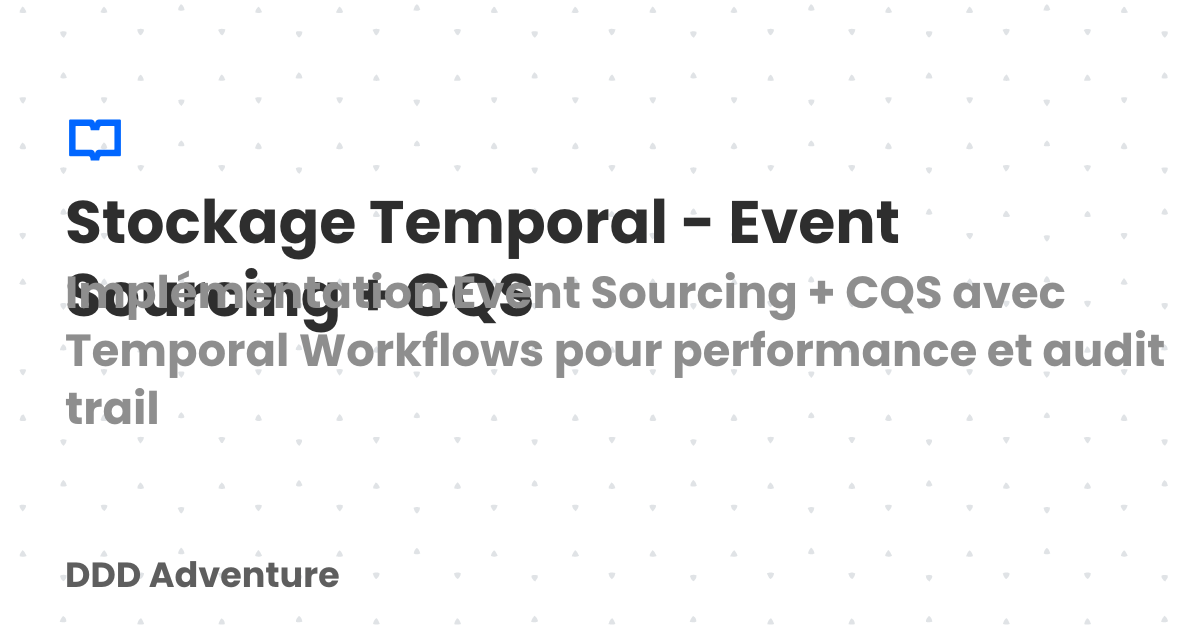 Stockage Temporal - Event
Sourcing + CQS
Implémentation Event Sourcing + CQS avec
Temporal Workflows pour performance et audit
trail
DDD Adventure